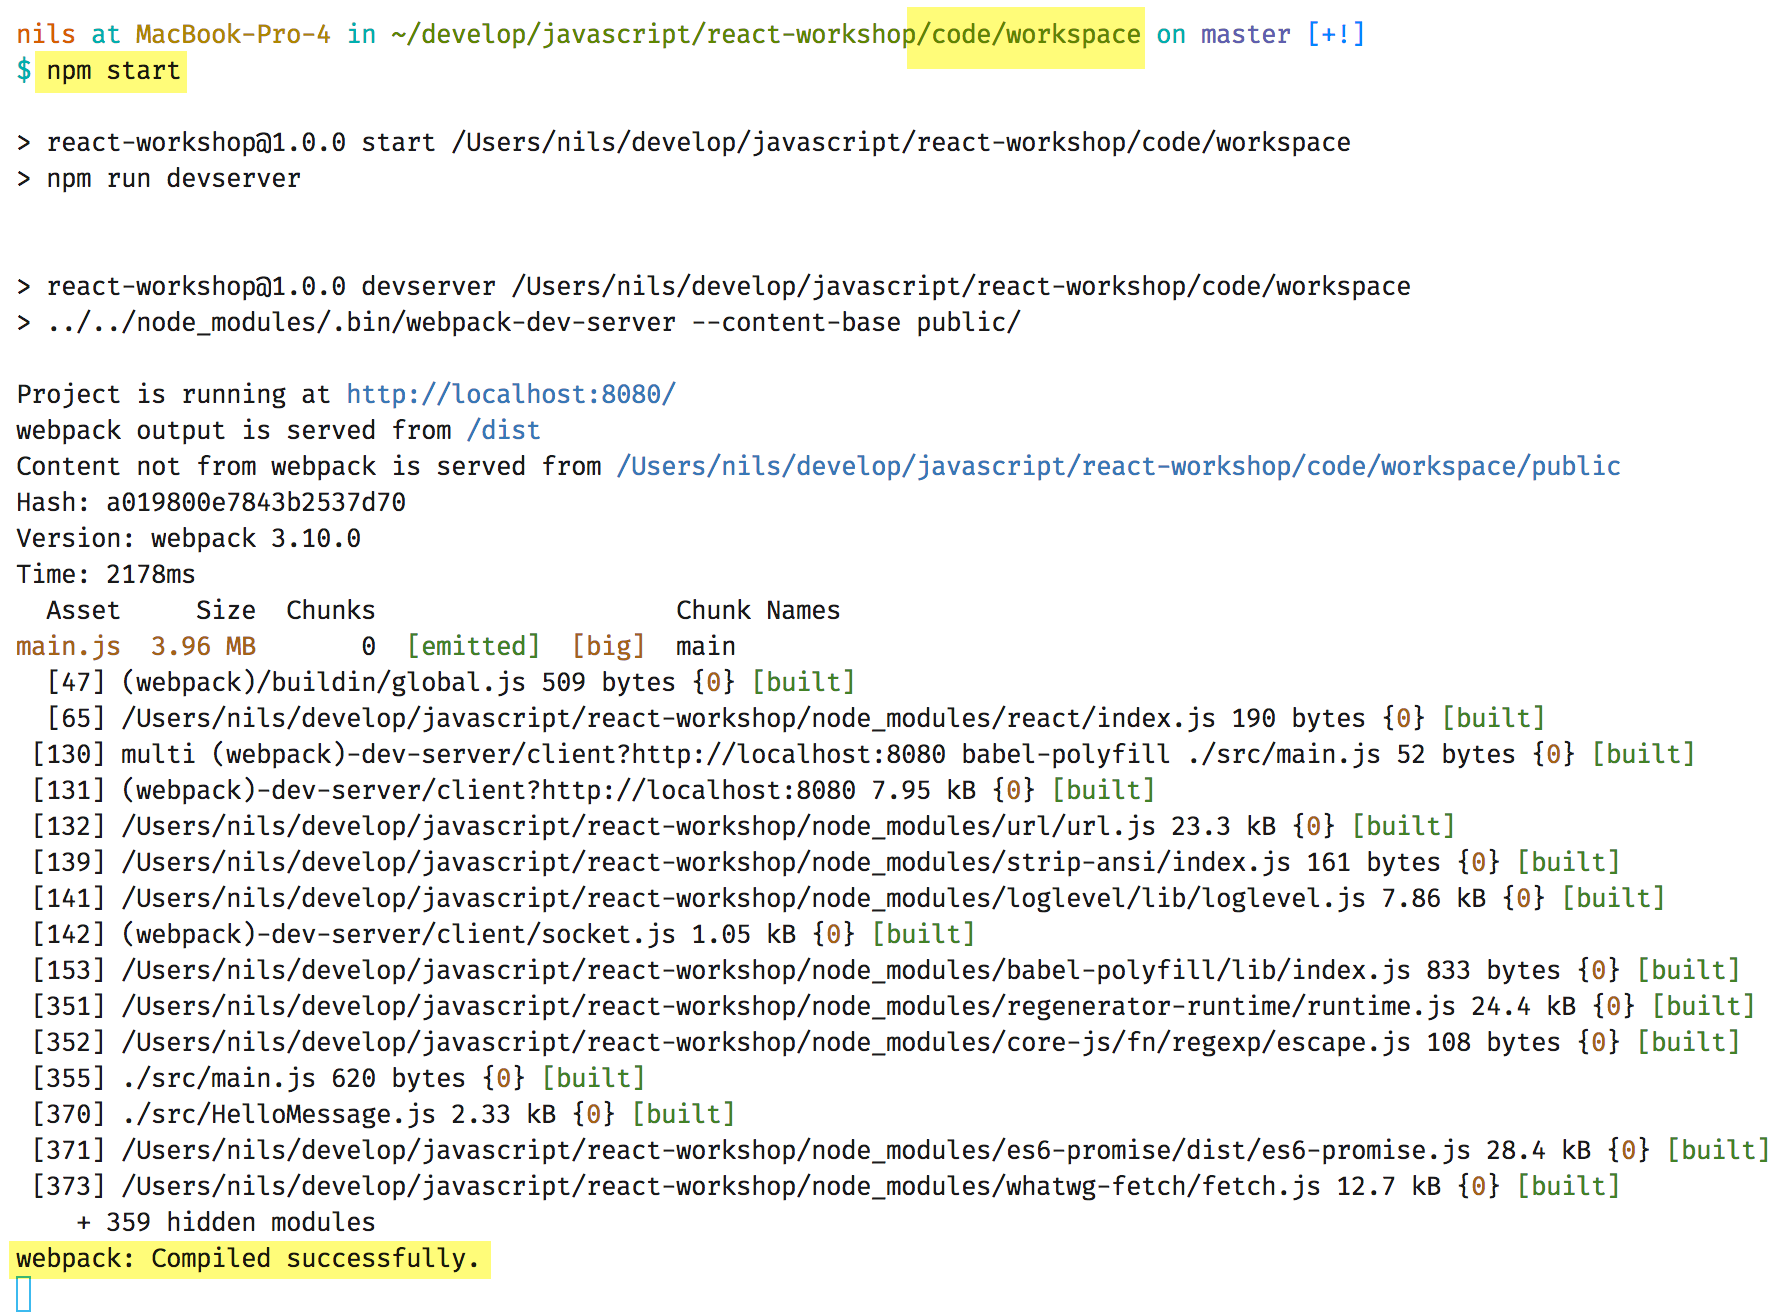 nils at MacBook-Pro-4 in ~/develop/javascript/react-workshop/code/workspace on master [+!]
$ npm start
> react-workshop@1.0.0 start /Users/nils/develop/javascript/react-workshop/code/workspace
> npm run devserver
> react-workshop@1.0.0 devserver /Users/nils/develop/javascript/react-workshop/code/workspace
> ../../node_modules/.bin/webpack-dev-server --content-base public/
Project is running at http://localhost:8080/
webpack output is served from /dist
Content not from webpack is served from /Users/nils/develop/javascript/react-workshop/code/workspace/public
Hash: a019800e7843b2537d70
Version: webpack 3.10.0
Time: 2178ms
  Asset     Size  Chunks                    Chunk Names
main.js  3.96 MB       0  [emitted]  [big]  main
  [47] (webpack)/buildin/global.js 509 bytes {0} [built]
  [65] /Users/nils/develop/javascript/react-workshop/node_modules/react/index.js 190 bytes {0} [built]
 [130] multi (webpack)-dev-server/client?http://localhost:8080 babel-polyfill ./src/main.js 52 bytes {0} [built]
 [131] (webpack)-dev-server/client?http://localhost:8080 7.95 kB {0} [built]
 [132] /Users/nils/develop/javascript/react-workshop/node_modules/url/url.js 23.3 kB {0} [built]
 [139] /Users/nils/develop/javascript/react-workshop/node_modules/strip-ansi/index.js 161 bytes {0} [built]
 [141] /Users/nils/develop/javascript/react-workshop/node_modules/loglevel/lib/loglevel.js 7.86 kB {0} [built]
 [142] (webpack)-dev-server/client/socket.js 1.05 kB {0} [built]
 [153] /Users/nils/develop/javascript/react-workshop/node_modules/babel-polyfill/lib/index.js 833 bytes {0} [built]
 [351] /Users/nils/develop/javascript/react-workshop/node_modules/regenerator-runtime/runtime.js 24.4 kB {0} [built]
 [352] /Users/nils/develop/javascript/react-workshop/node_modules/core-js/fn/regexp/escape.js 108 bytes {0} [built]
 [355] ./src/main.js 620 bytes {0} [built]
 [370] ./src/HelloMessage.js 2.33 kB {0} [built]
 [371] /Users/nils/develop/javascript/react-workshop/node_modules/es6-promise/dist/es6-promise.js 28.4 kB {0} [built]
 [373] /Users/nils/develop/javascript/react-workshop/node_modules/whatwg-fetch/fetch.js 12.7 kB {0} [built]
    + 359 hidden modules
webpack: Compiled successfully.